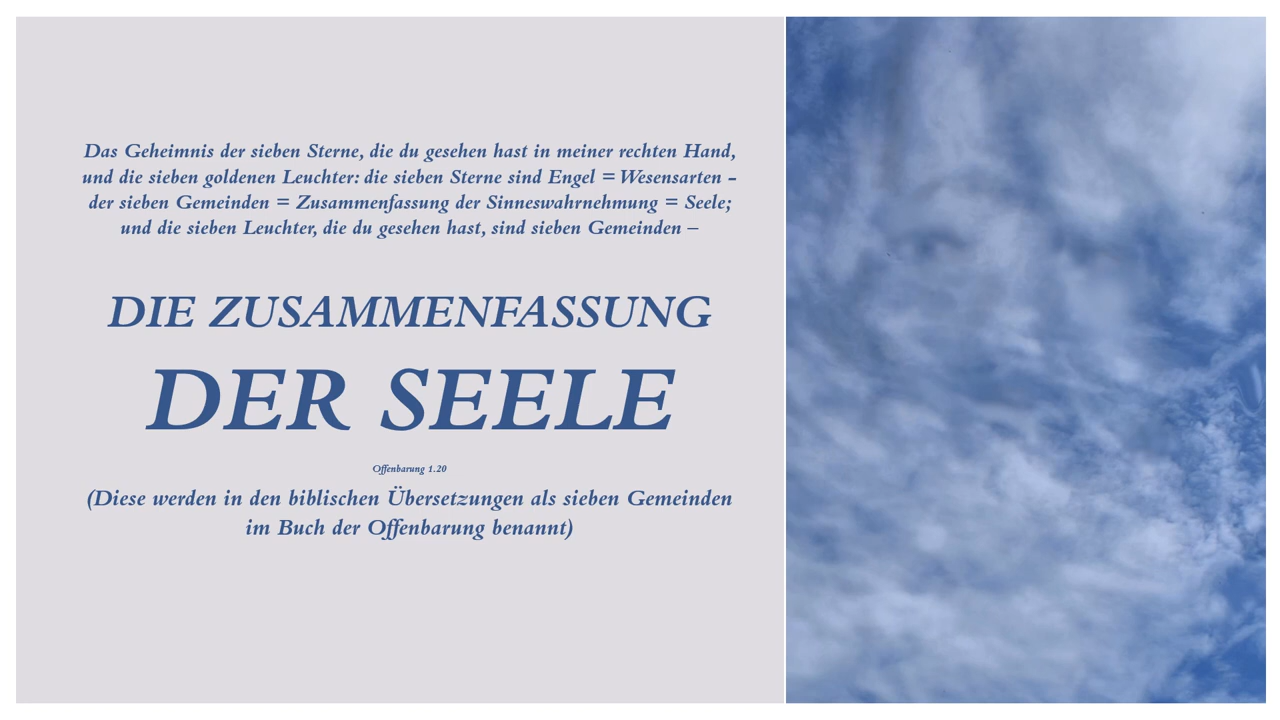 Das Geheimnis der sieben Sterne, die du gesehen hast in meiner rechten Hand,
und die sieben goldenen Leuchter: die sieben Sterne sind Engel = Wesensarten -
der sieben Gemeinden = Zusammenfassung der Sinneswahrnehmung = Seele;
und die sieben Leuchter, die du gesehen hast, sind sieben Gemeinden –
DIE ZUSAMMENFASSUNG
DER SEELE
Offenbarung 1.20
(Diese werden in den biblischen Übersetzungen als sieben Gemeinden
im Buch der Offenbarung benannt)